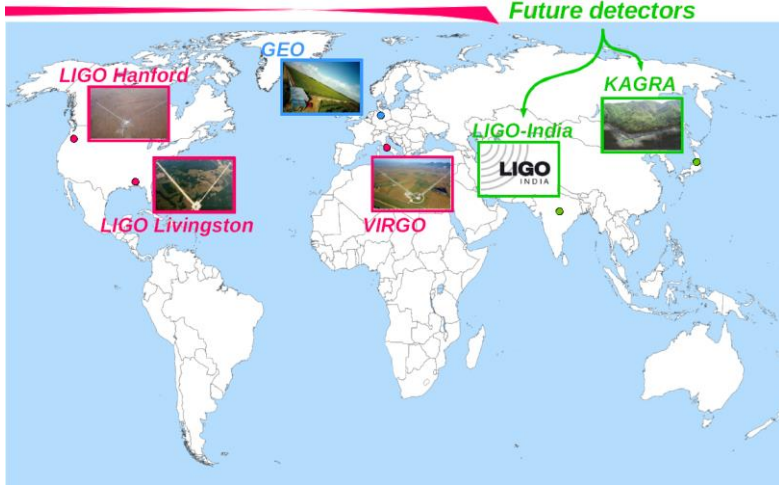 Future detectors
GEO
LIGO Hanford
KAGRA
LIGO-India
LIGO
INDIA
LIGO Livingston
VIRGO